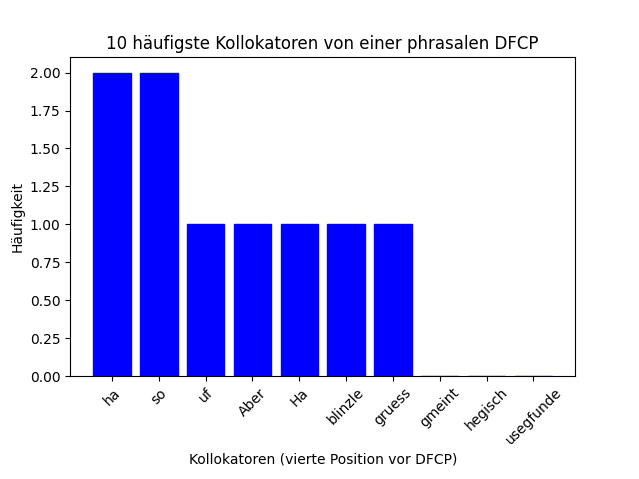 10 häufigste Kollokatoren von einer phrasalen DFCP
Häufigkeit
2.00
1.75
1.50
1.25
1.00
0.75
0.50
0.25
0.00
ha
so
uf
Aber
Ha
blinzle
gruess
gmeint
hegisch
usegfunde
Kollokatoren (vierte Position vor DFCP)